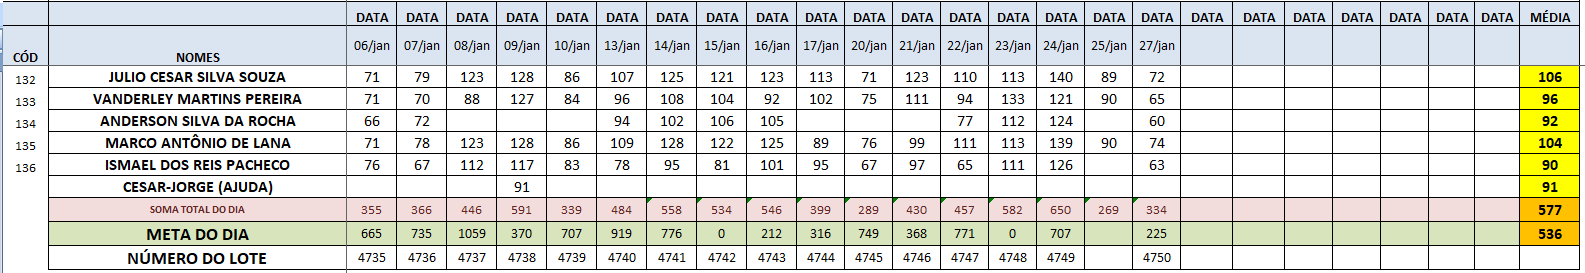 DATA DATA DATA DATA DATA DATA DATA DATA DATA DATA DATA DATA DATA DATA DATA DATA DATA DATA DATA DATA DATA DATA DATA DATA MÉDIA
CÓD NOMES 06/jan 07/jan 08/jan 09/jan 10/jan 13/jan 14/jan 15/jan 16/jan 17/jan 20/jan 21/jan 22/jan 23/jan 24/jan 25/jan 27/jan
132 JULIO CESAR SILVA SOUZA 71 79 123 128 86 107 125 121 123 113 71 123 110 113 140 89 72 106
133 VANDERLEY MARTINS PEREIRA 71 70 88 127 84 96 108 104 92 102 75 111 94 133 121 90 65 96
134 ANDERSON SILVA DA ROCHA 66 72 94 102 106 105 77 112 124 60 92
135 MARCO ANTÔNIO DE LANA 71 78 123 128 86 109 128 122 125 89 76 99 111 113 139 90 74 104
136 ISMAEL DOS REIS PACHECO 76 67 112 117 83 78 95 81 101 95 67 97 65 111 126 63 90
CESAR-JORGE (AJUDA) 91 91
SOMA TOTAL DO DIA 355 366 446 591 339 484 558 534 546 399 289 430 457 582 650 269 334 577
META DO DIA 665 735 1059 370 707 919 776 0 212 316 749 368 771 0 707 225 536
NÚMERO DO LOTE 4735 4736 4737 4738 4739 4740 4741 4742 4743 4744 4745 4746 4747 4748 4749 4750